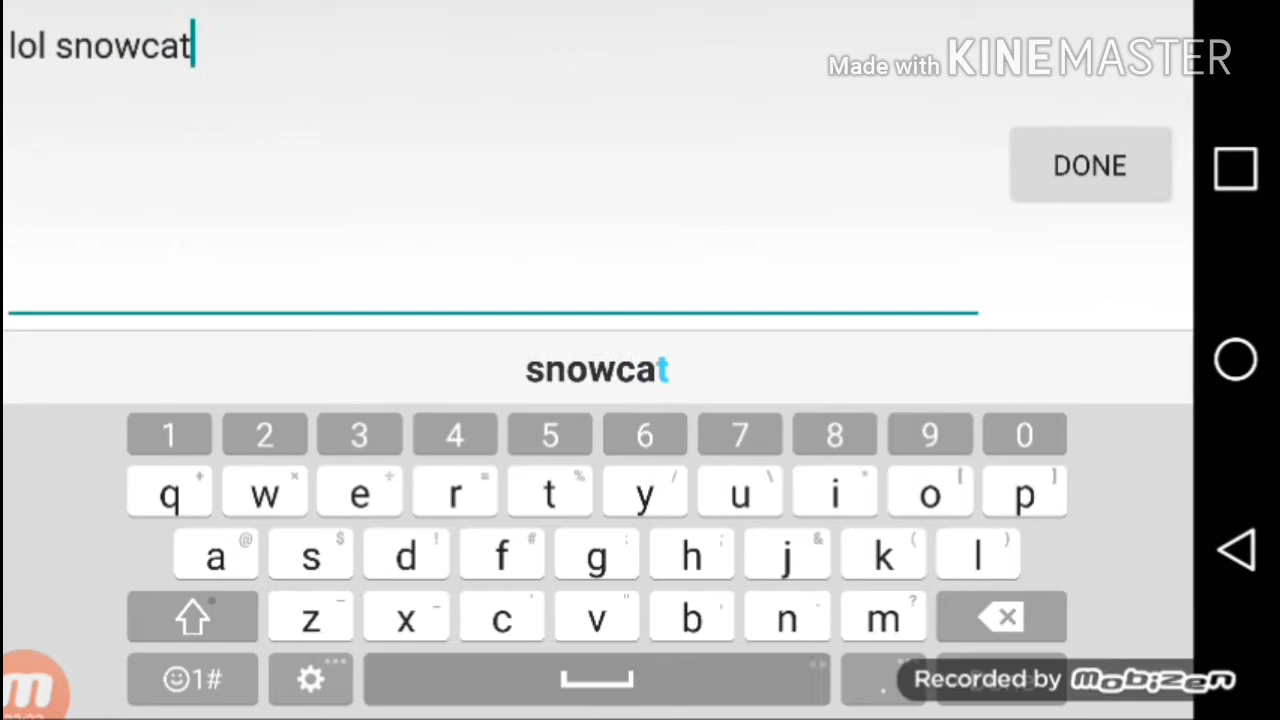 lol snowcat
Made with KINEMASTER
DONE
snowcat
1 2 3 4 5 6 7 8 9 0
q w e r t y u i o p
a s d f g h j k l
z x c v b n m
1# .
Recorded by mobizen